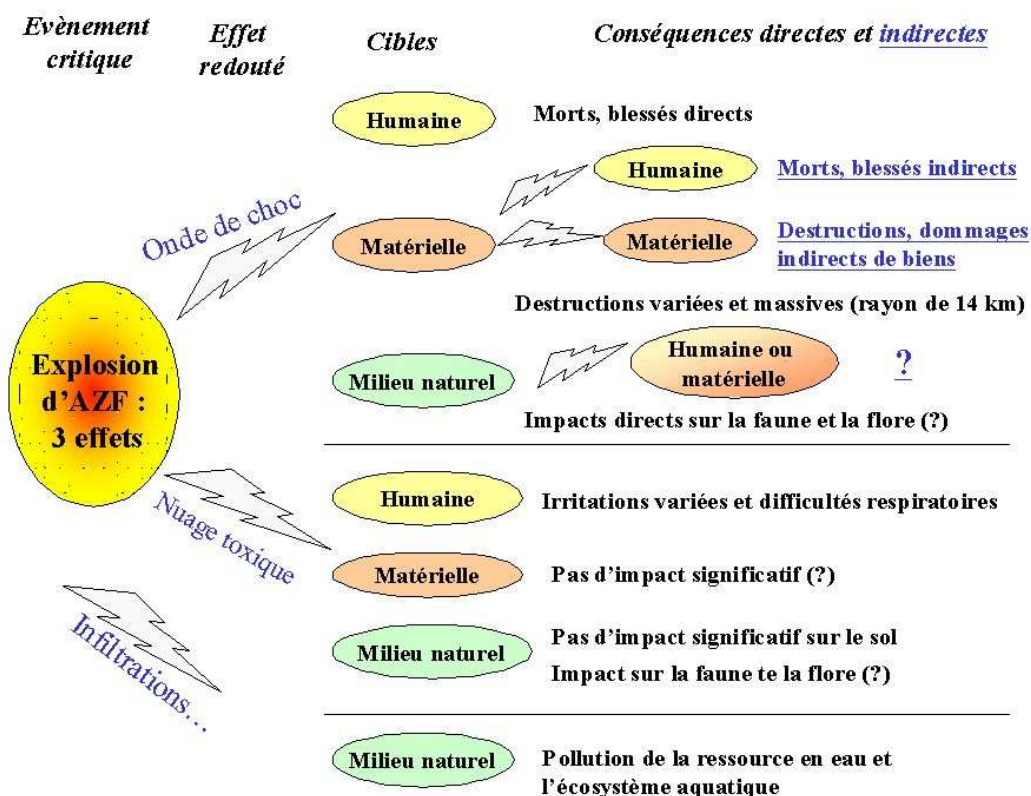 Evènement
critique
Effet
redouté
Cibles
Conséquences directes et indirectes
Humaine
Morts, blessés directs
Humaine
Morts, blessés indirects
Onde de choc
Matérielle
Matérielle
Destructions, dommages
indirects de biens
Destructions variées et massives (rayon de 14 km)
Explosion
d’AZF :
3 effets
Milieu naturel
Humaine ou
matérielle
?
Impacts directs sur la faune et la flore (?)
Nuage toxique
Humaine
Irritations variées et difficultés respiratoires
Matérielle
Pas d’impact significatif (?)
Infiltrations…
Milieu naturel
Pas d’impact significatif sur le sol
Impact sur la faune te la flore (?)
Milieu naturel
Pollution de la ressource en eau et
l’écosystème aquatique